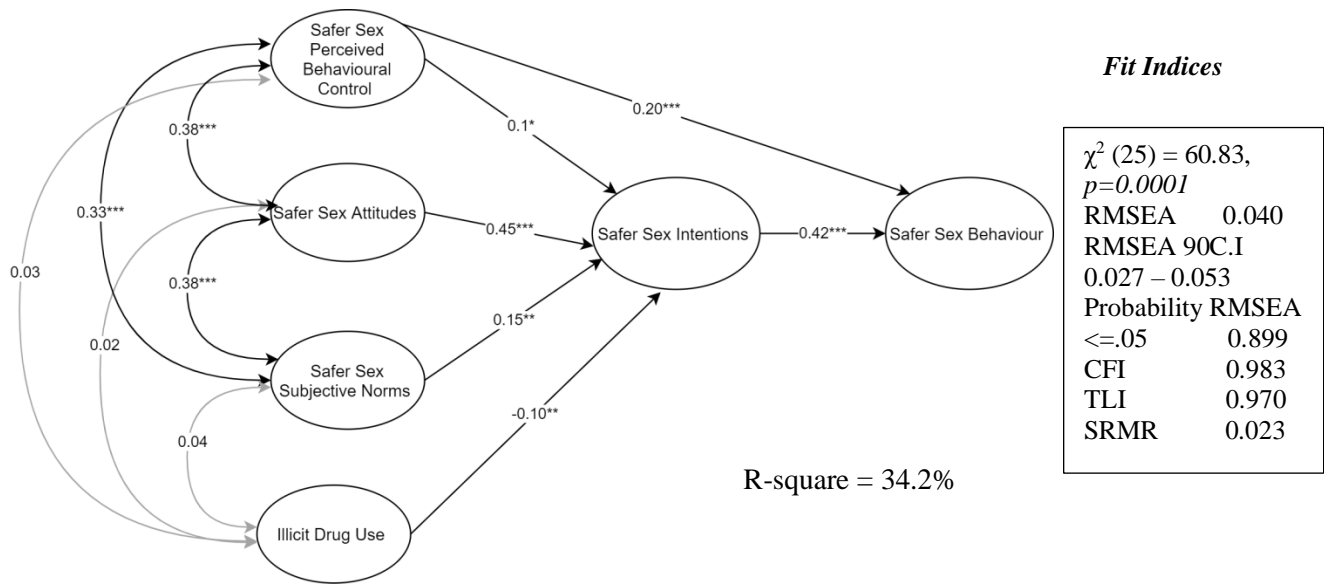 Safer Sex
Perceived
Behavioural
Control
Fit Indices
0.20***
0.1*
0.38***
χ² (25) = 60.83,
p=0.0001
RMSEA 0.040
RMSEA 90C.I
0.027 – 0.053
Probability RMSEA
<=.05 0.899
CFI 0.983
TLI 0.970
SRMR 0.023
0.33***
Safer Sex Attitudes
0.45***
Safer Sex Intentions
0.42***
Safer Sex Behaviour
0.03
0.38***
0.02
0.15**
Safer Sex
Subjective Norms
-0.10**
0.04
R-square = 34.2%
Illicit Drug Use